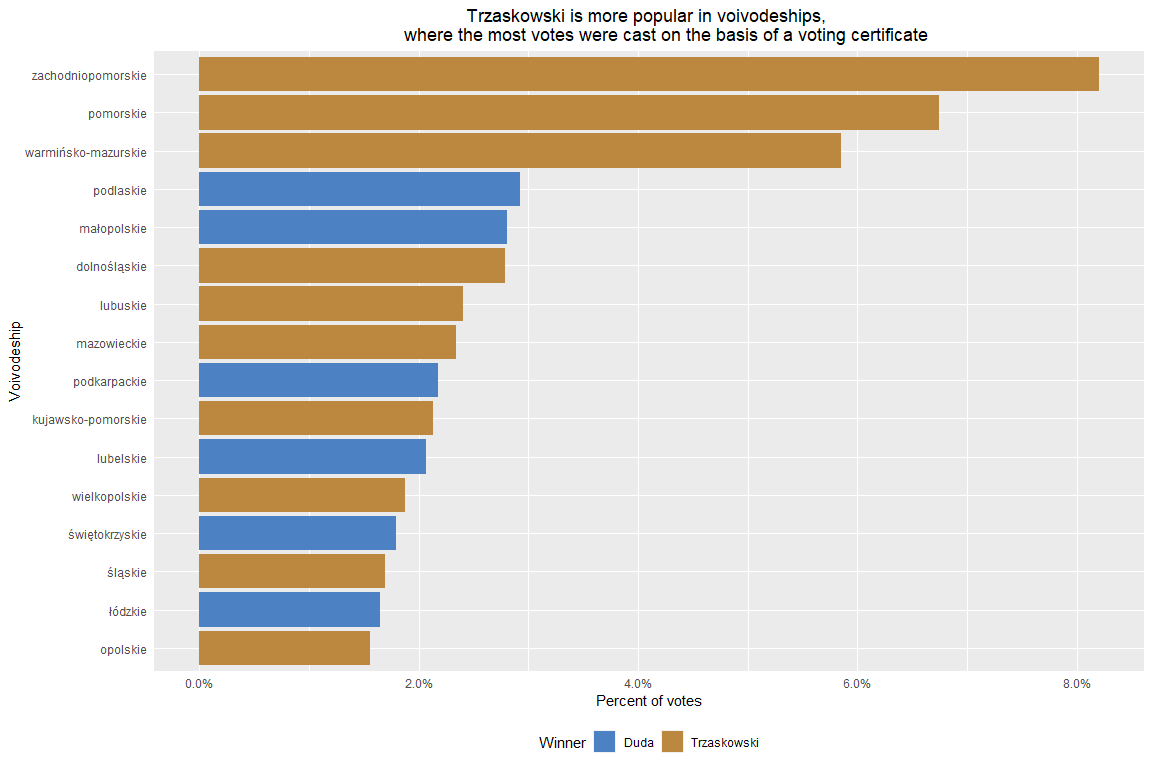 Trzaskowski is more popular in voivodeships,
where the most votes were cast on the basis of a voting certificate
Voivodeship
zachodniopomorskie
pomorskie
warmińsko-mazurskie
podlaskie
małopolskie
dolnośląskie
lubuskie
mazowieckie
podkarpackie
kujawsko-pomorskie
lubelskie
wielkopolskie
świętokrzyskie
śląskie
łódzkie
opolskie
0.0% 2.0% 4.0% 6.0% 8.0%
Percent of votes
Winner Duda Trzaskowski